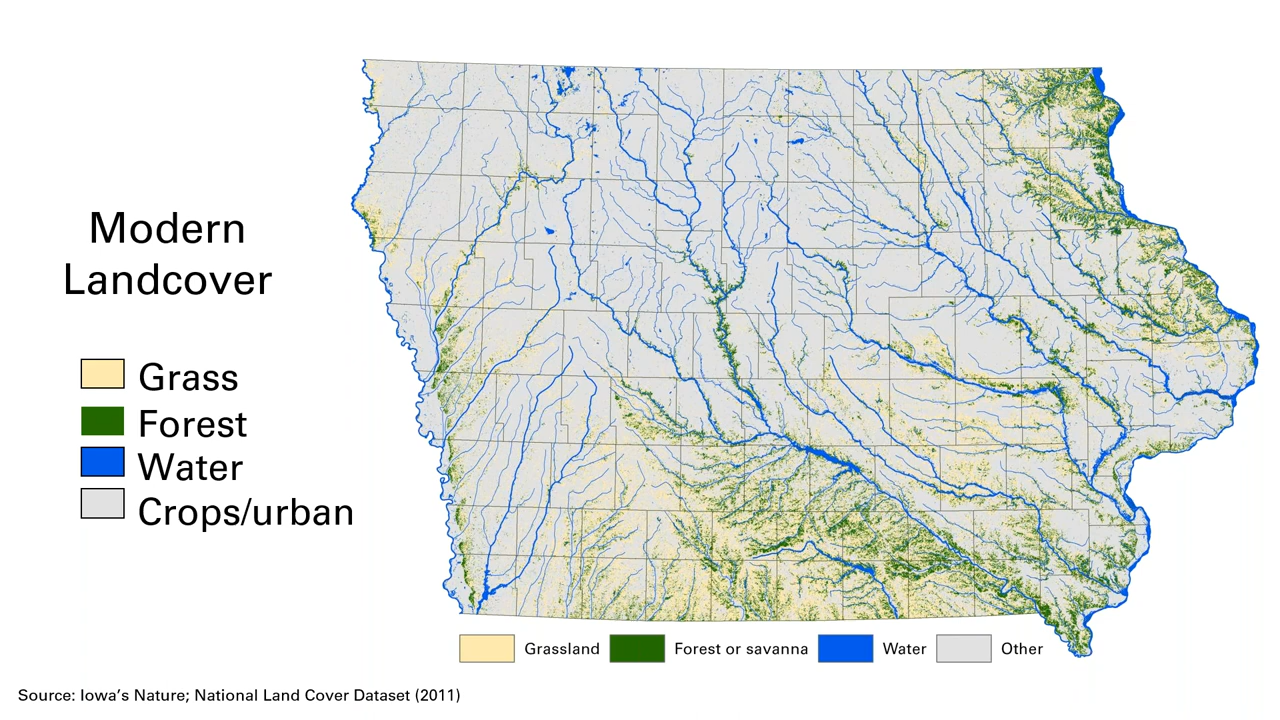 Modern
Landcover
Grass
Forest
Water
Crops/urban
Grassland
Forest or savanna
Water
Other
Source: Iowa's Nature; National Land Cover Dataset (2011)